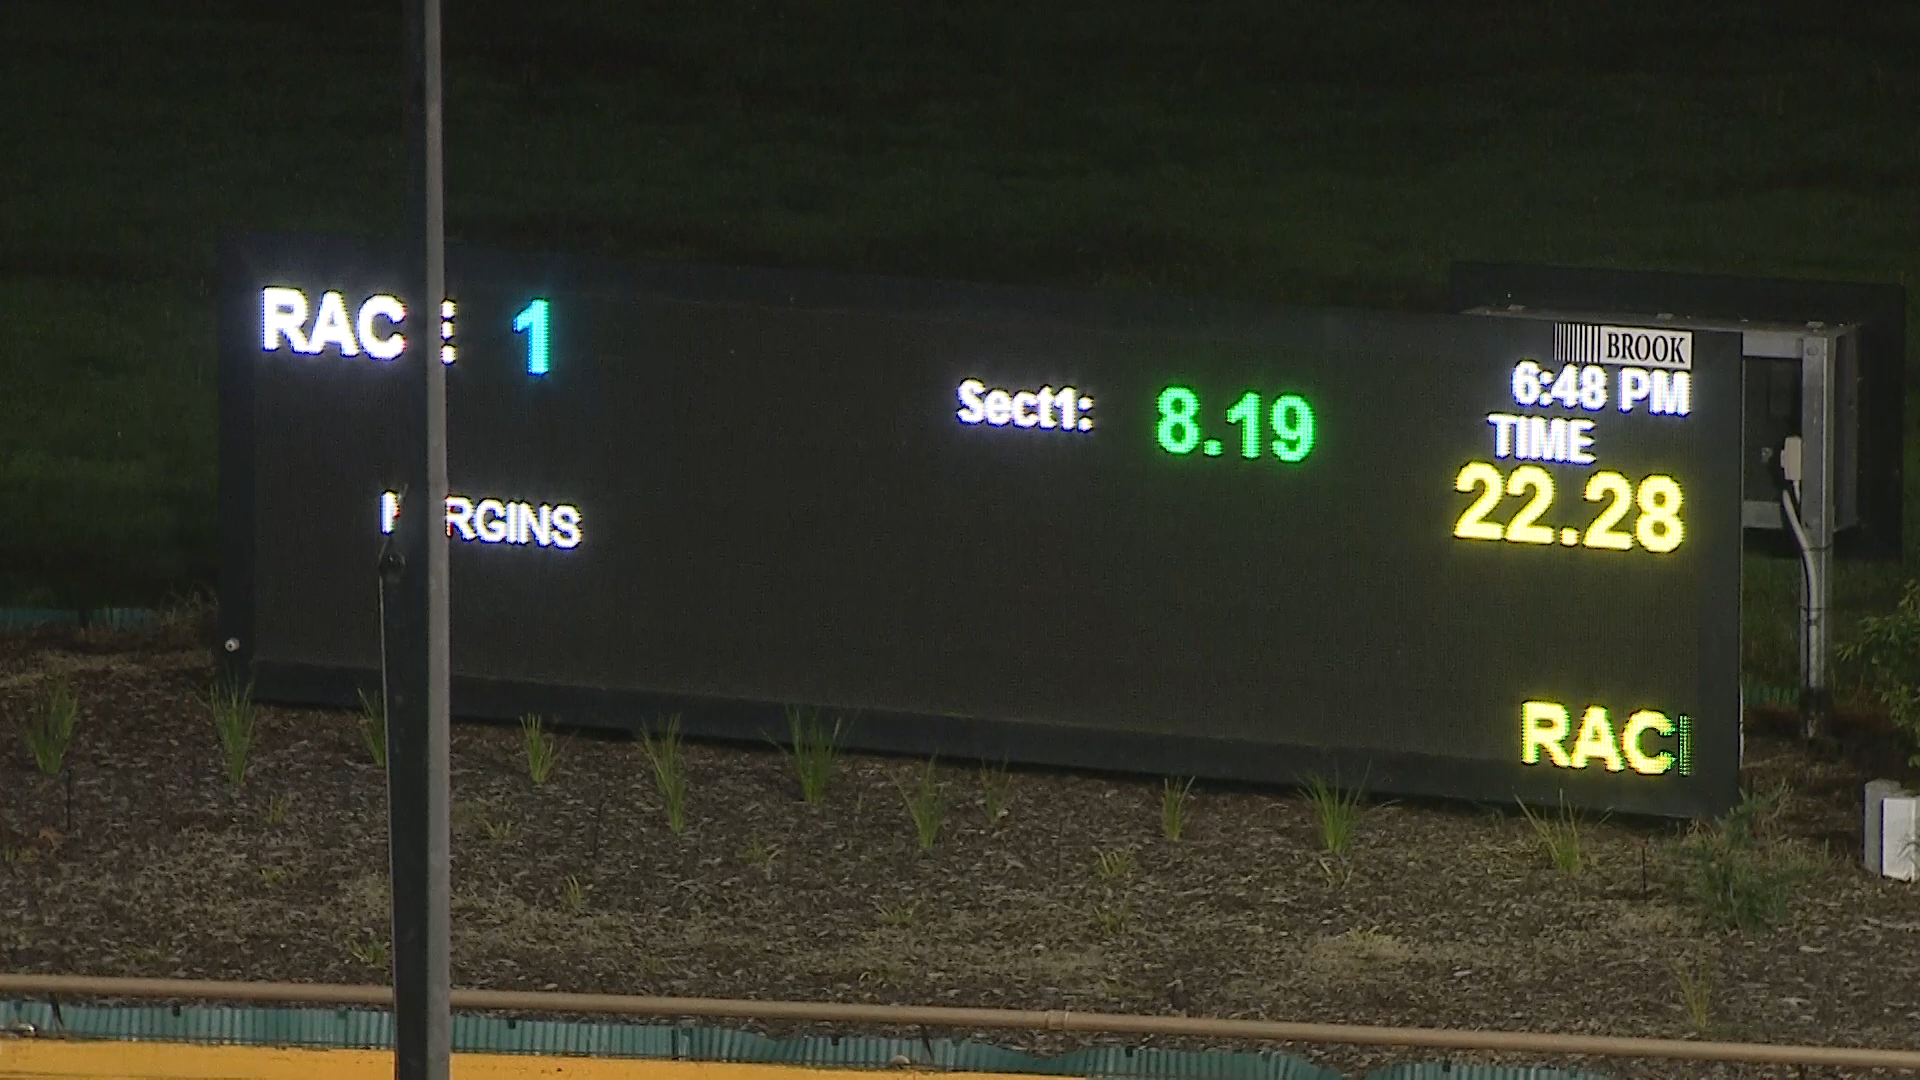 RAC: 1
BROOK
6:48 PM
Sect1: 8.19
TIME
22.28
RGINS
RAC